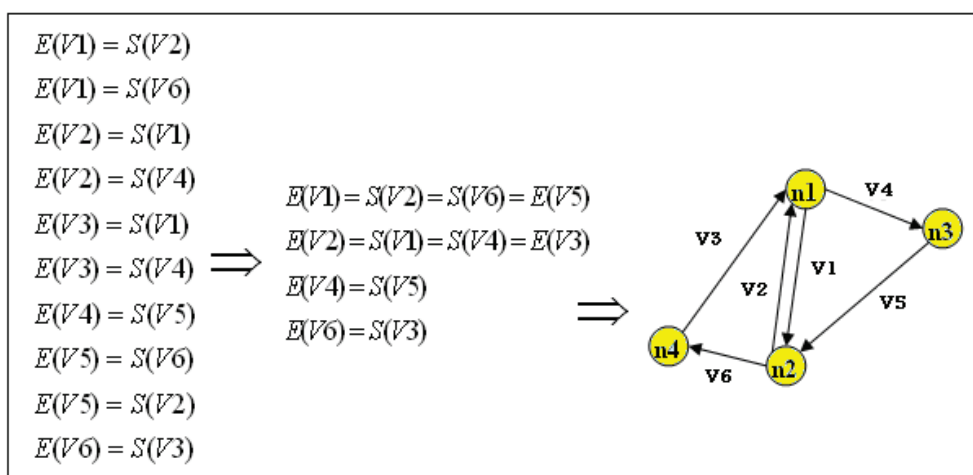 E(V1) = S(V2)
E(V1) = S(V6)
E(V2) = S(V1)
E(V2) = S(V4)
E(V3) = S(V1)
E(V3) = S(V4)
E(V4) = S(V5)
E(V5) = S(V6)
E(V5) = S(V2)
E(V6) = S(V3)
⇒
E(V1) = S(V2) = S(V6) = E(V5)
E(V2) = S(V1) = S(V4) = E(V3)
E(V4) = S(V5)
E(V6) = S(V3)
⇒
n1
V4
n3
V3
V2
V1
V5
n4
V6
n2